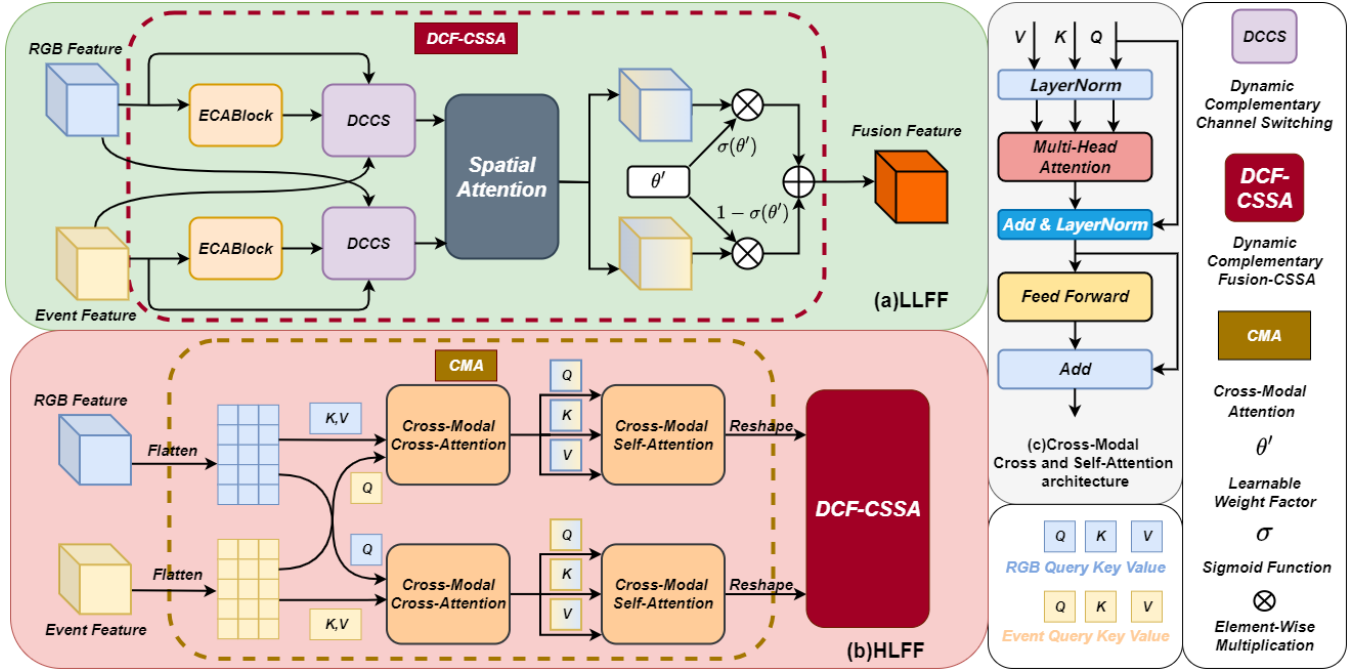 DCF-CSSA
RGB Feature
ECABlock
DCCS
Spatial
Attention
σ(θ′)
θ′
1 − σ(θ′)
Fusion Feature
ECABlock
DCCS
Event Feature
(a)LLFF
CMA
RGB Feature
Flatten
K,V
Q
Cross-Modal
Cross-Attention
Q
K
V
Cross-Modal
Self-Attention
Reshape
DCF-CSSA
Event Feature
Flatten
Q
K,V
Cross-Modal
Cross-Attention
Q
K
V
Cross-Modal
Self-Attention
Reshape
(b)HLFF
V K Q
LayerNorm
Multi-Head
Attention
Add & LayerNorm
Feed Forward
Add
(c)Cross-Modal
Cross and Self-Attention
architecture
Q K V
RGB Query Key Value
Q K V
Event Query Key Value
DCCS
Dynamic
Complementary
Channel Switching
DCF-
CSSA
Dynamic
Complementary
Fusion-CSSA
CMA
Cross-Modal
Attention
θ′
Learnable
Weight Factor
σ
Sigmoid Function
⊗
Element-Wise
Multiplication